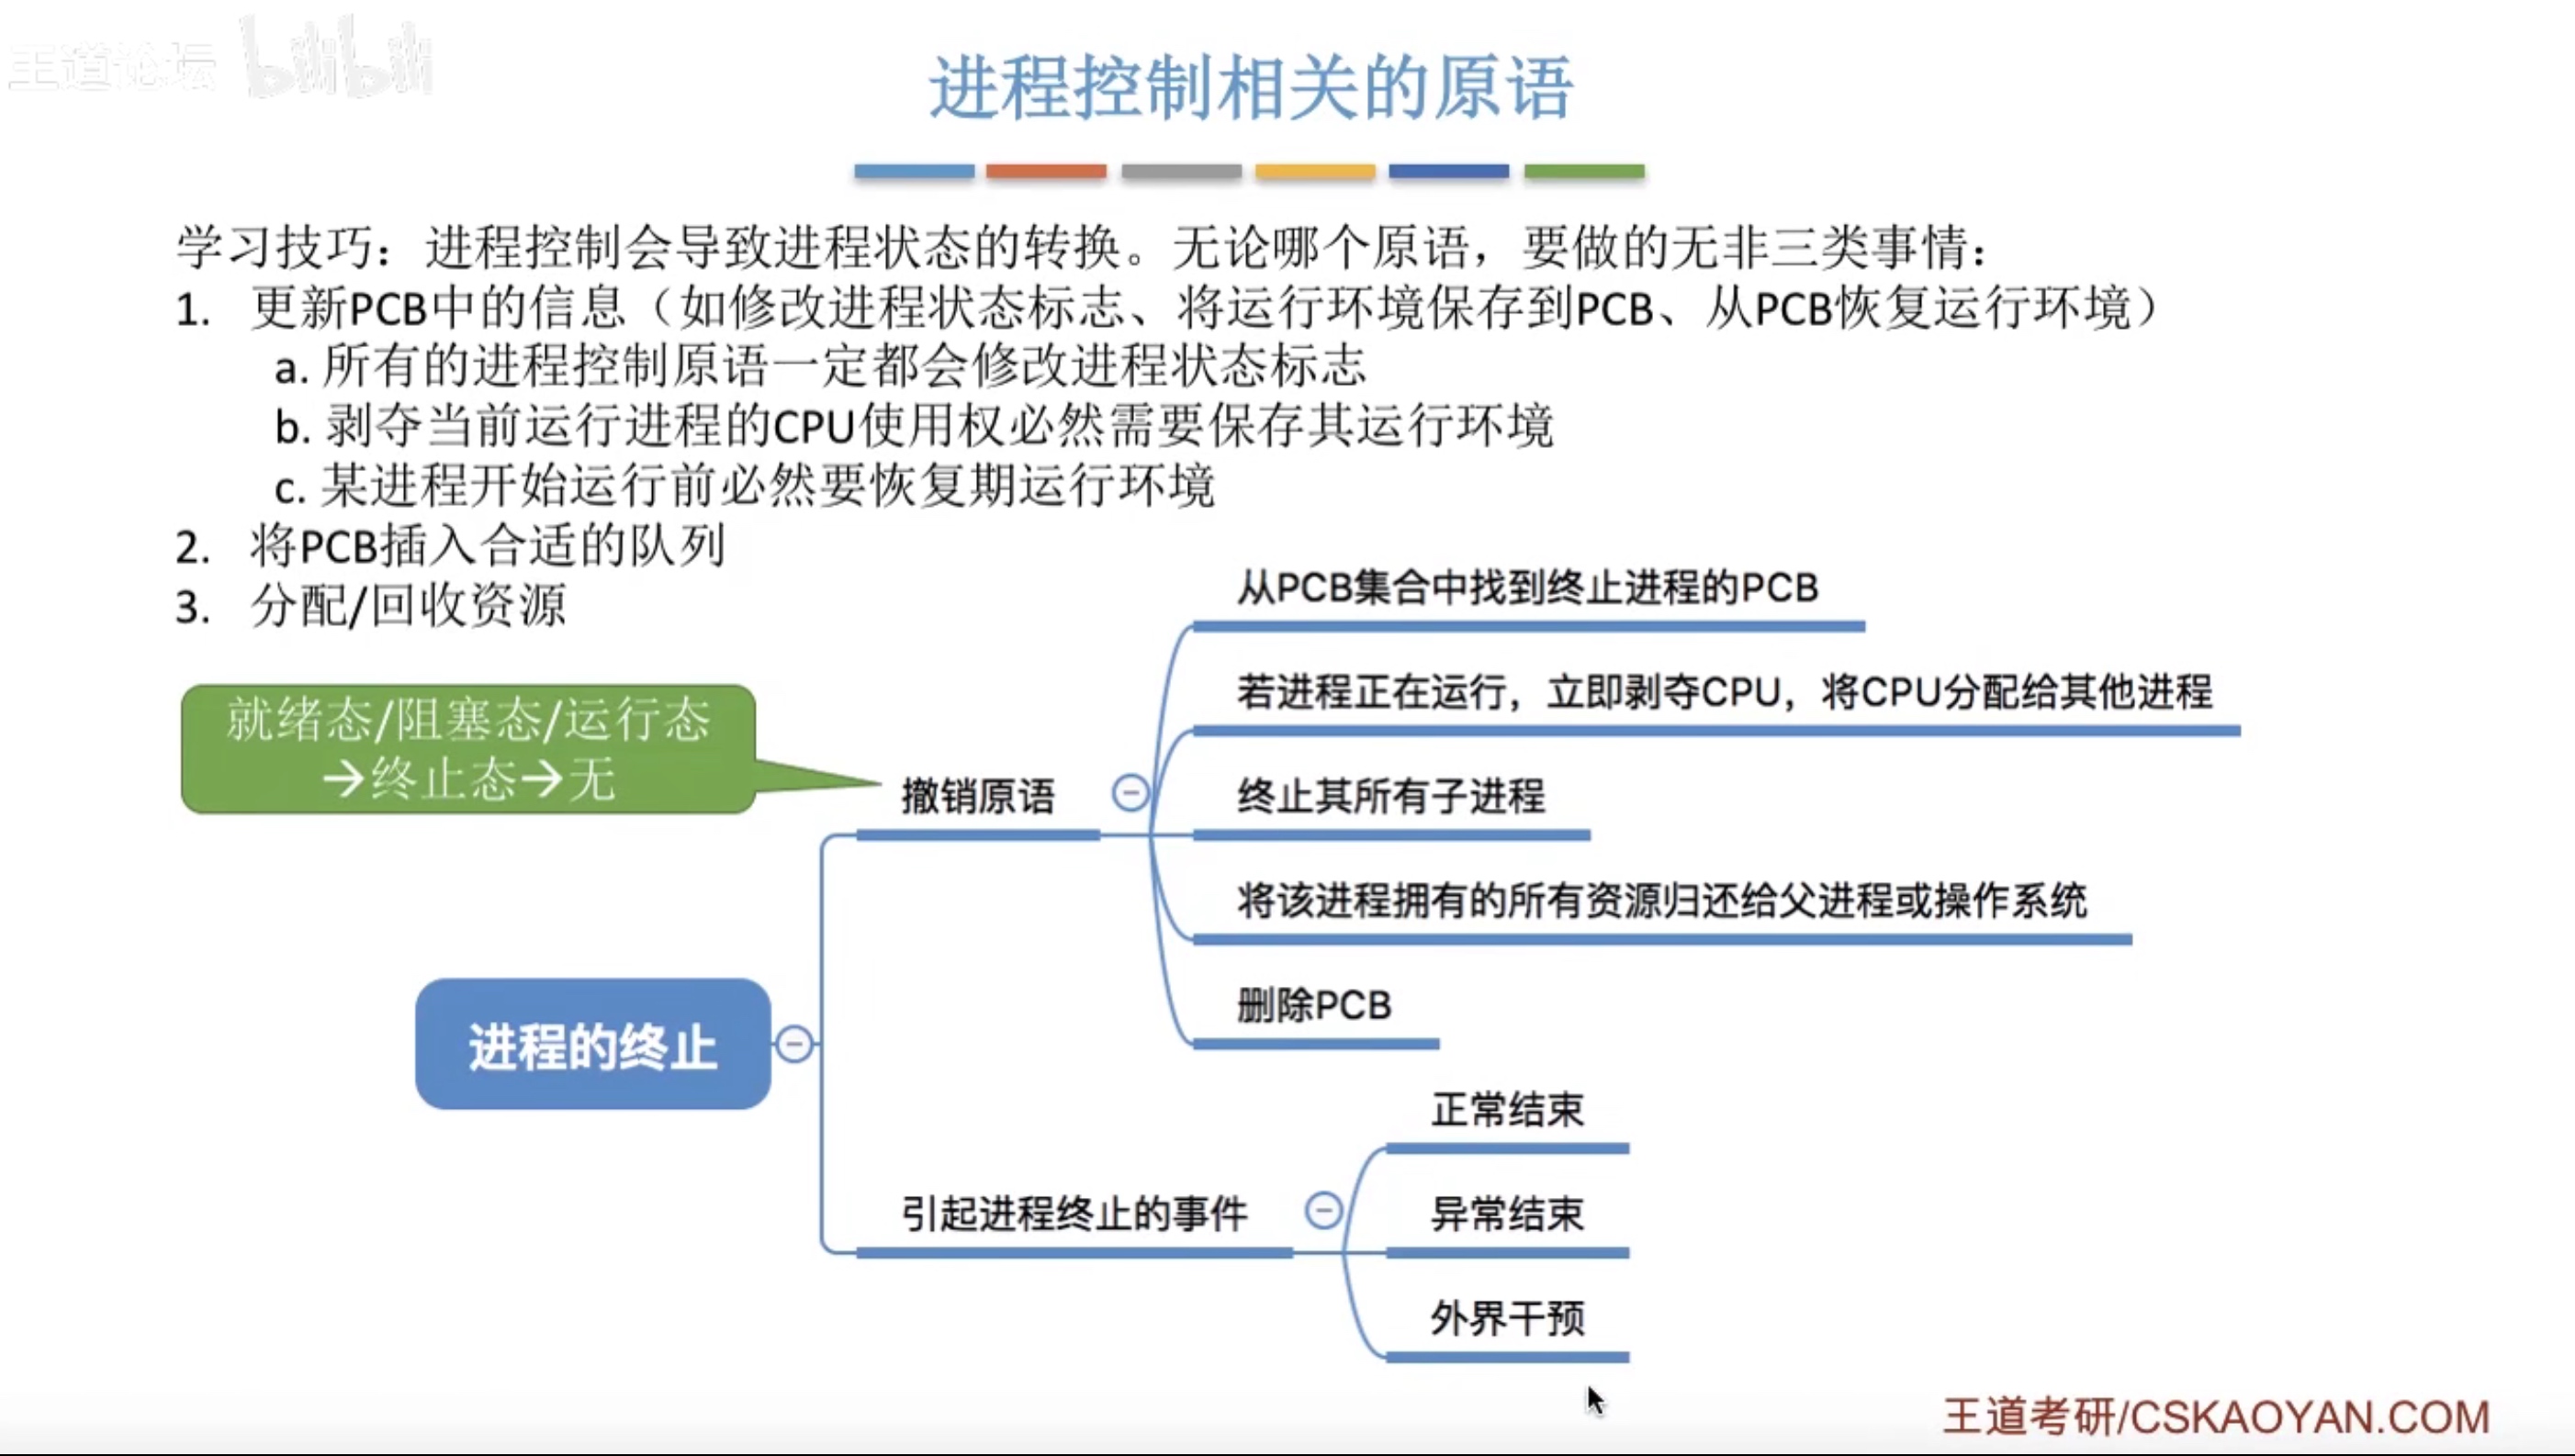 王道论坛 bilibili
进程控制相关的原语
学习技巧：进程控制会导致进程状态的转换。无论哪个原语，要做的无非三类事情：
1. 更新PCB中的信息（如修改进程状态标志、将运行环境保存到PCB、从PCB恢复运行环境）
a. 所有的进程控制原语一定都会修改进程状态标志
b. 剥夺当前运行进程的CPU使用权必然需要保存其运行环境
c. 某进程开始运行前必然要恢复期运行环境
2. 将PCB插入合适的队列
3. 分配/回收资源
就绪态/阻塞态/运行态
→终止态→无
进程的终止
撤销原语
从PCB集合中找到终止进程的PCB
若进程正在运行，立即剥夺CPU，将CPU分配给其他进程
终止其所有子进程
将该进程拥有的所有资源归还给父进程或操作系统
删除PCB
引起进程终止的事件
正常结束
异常结束
外界干预
王道考研/CSKAOYAN.COM